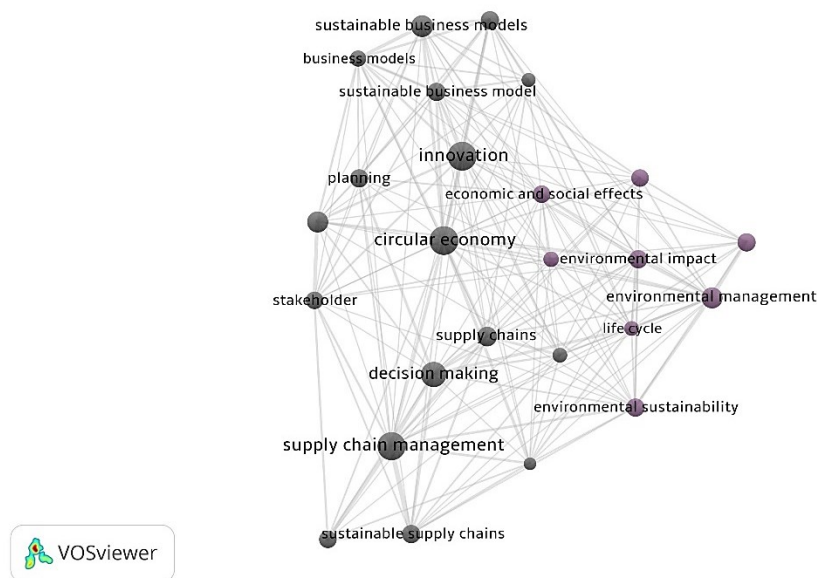 sustainable business models
business models
sustainable business model
innovation
planning
economic and social effects
circular economy
environmental impact
environmental management
stakeholder
life cycle
supply chains
decision making
environmental sustainability
supply chain management
sustainable supply chains
VOSviewer